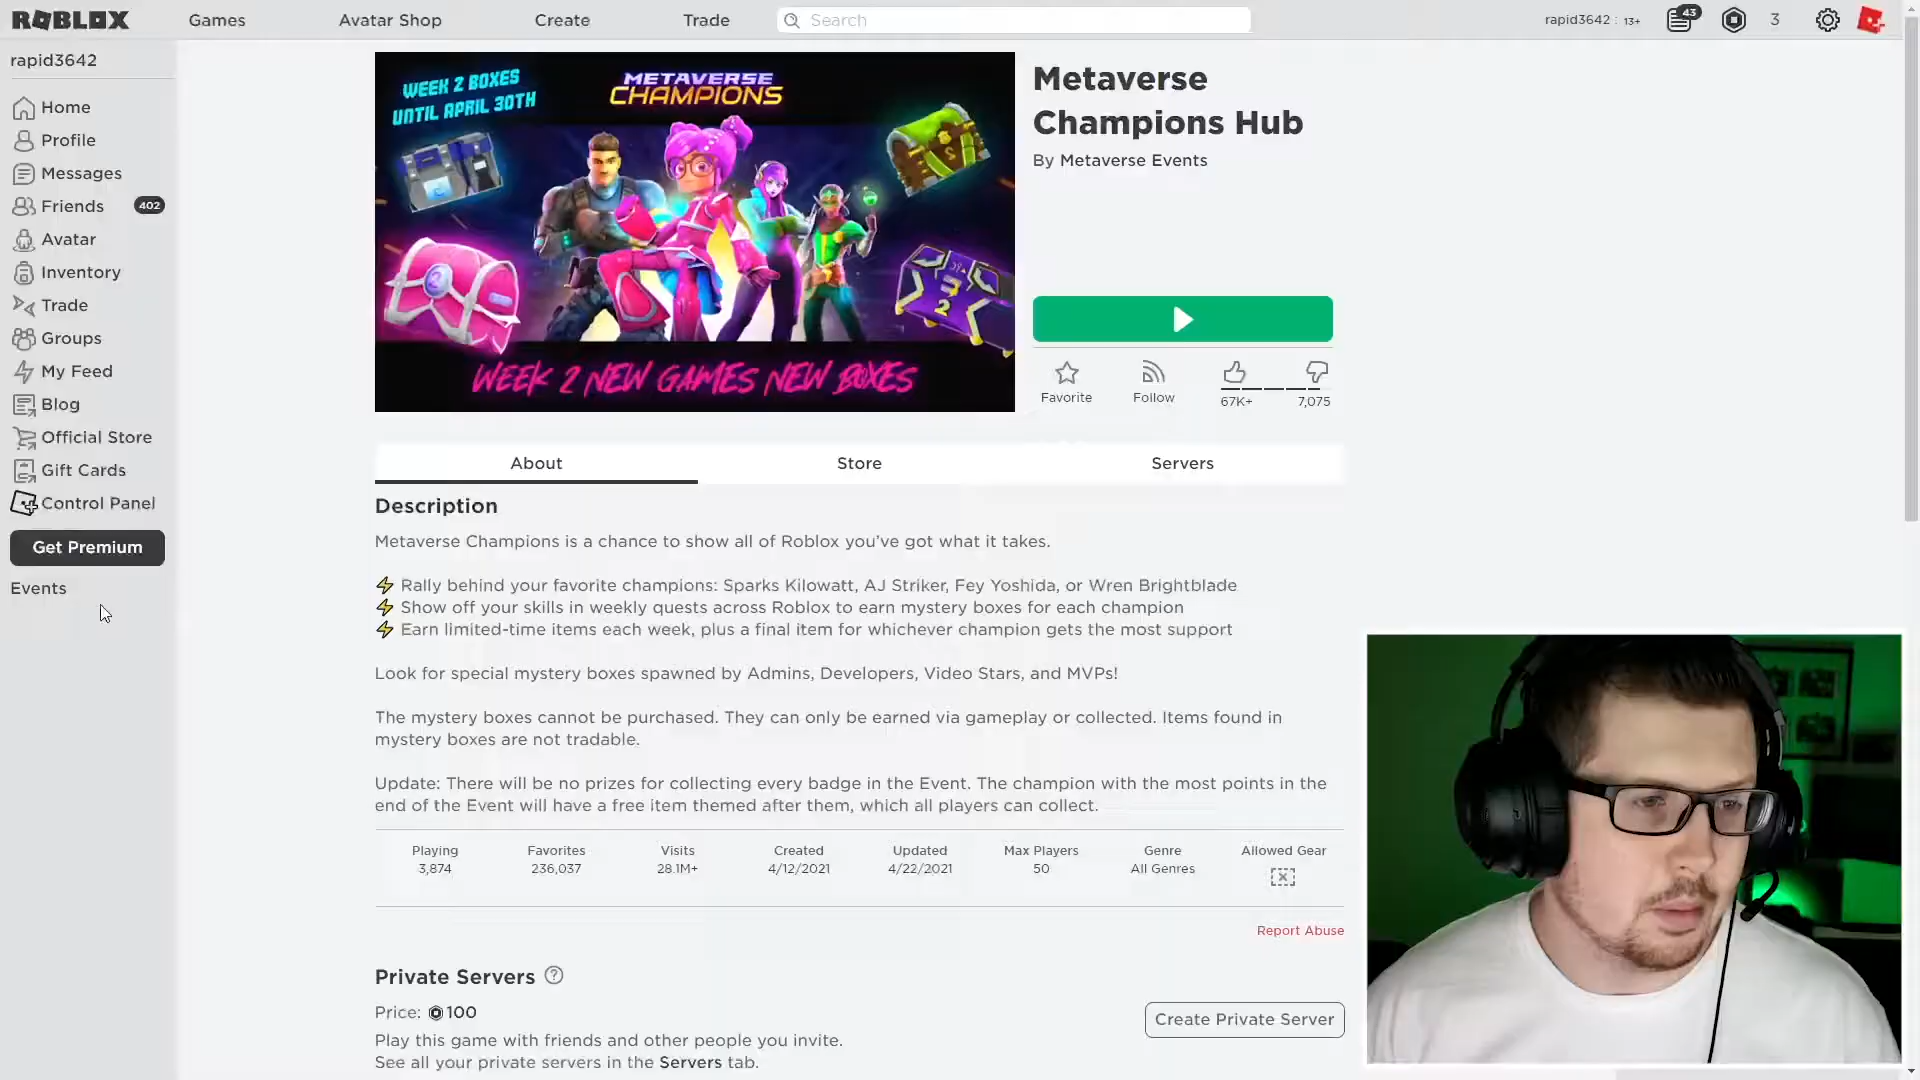 ROBLOX
Games
Avatar Shop
Create
Trade
Search
rapid3642 : 13+
43
3
rapid3642
Home
Profile
Messages
Friends
402
Avatar
Inventory
Trade
Groups
My Feed
Blog
Official Store
Gift Cards
Control Panel
Get Premium
Events
WEEK 2 BOXES
UNTIL APRIL 30TH
METAVERSE
CHAMPIONS
2
S
2
WEEK 2 NEW GAMES NEW BOXES
Metaverse
Champions Hub
By Metaverse Events
Favorite
Follow
67K+
7,075
About
Store
Servers
Description
Metaverse Champions is a chance to show all of Roblox you've got what it takes.
⚡ Rally behind your favorite champions: Sparks Kilowatt, AJ Striker, Fey Yoshida, or Wren Brightblade
⚡ Show off your skills in weekly quests across Roblox to earn mystery boxes for each champion
⚡ Earn limited-time items each week, plus a final item for whichever champion gets the most support
Look for special mystery boxes spawned by Admins, Developers, Video Stars, and MVPs!
The mystery boxes cannot be purchased. They can only be earned via gameplay or collected. Items found in
mystery boxes are not tradable.
Update: There will be no prizes for collecting every badge in the Event. The champion with the most points in the
end of the Event will have a free item themed after them, which all players can collect.
Playing
Favorites
Visits
Created
Updated
Max Players
Genre
Allowed Gear
3,874
236,037
28.1M+
4/12/2021
4/22/2021
50
All Genres
Report Abuse
Private Servers
Price: 100
Create Private Server
Play this game with friends and other people you invite.
See all your private servers in the Servers tab.